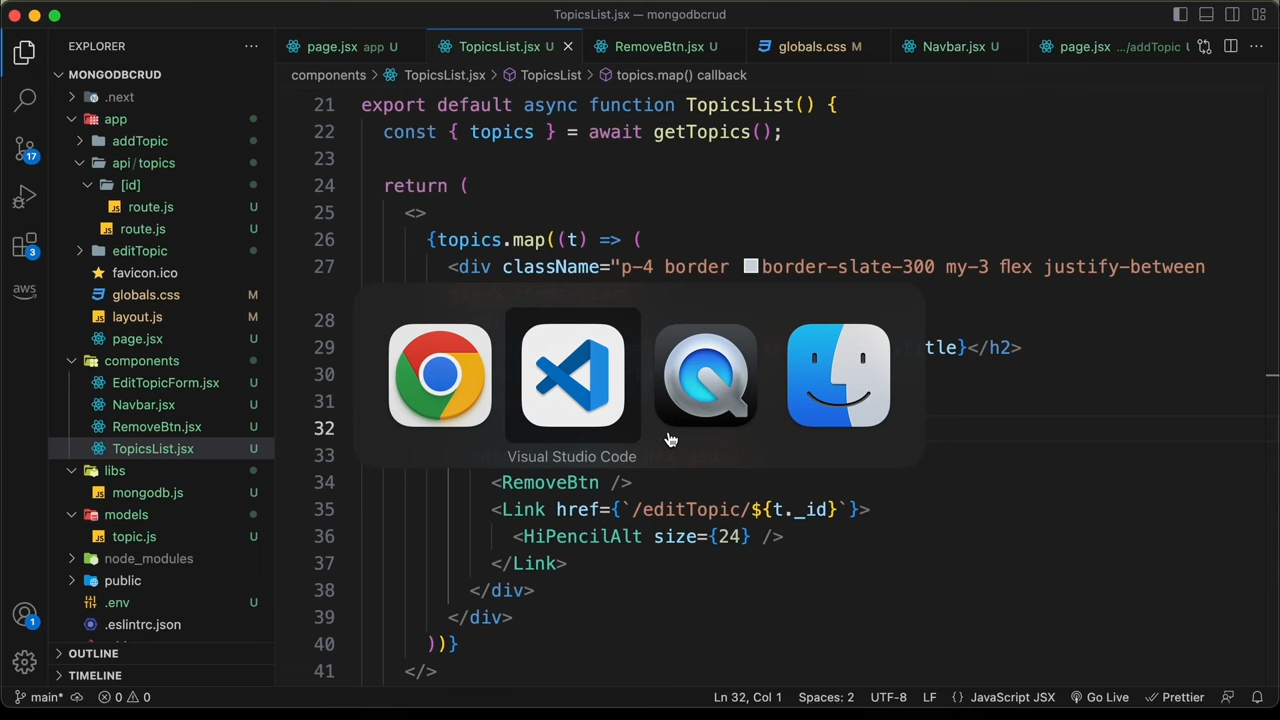 TopicsList.jsx — mongodbcrud
EXPLORER
MONGODBCRUD
.next
app
addTopic
api/topics
[id]
route.js U
route.js U
editTopic
favicon.ico
globals.css M
layout.js M
page.jsx U
components
EditTopicForm.jsx U
Navbar.jsx U
RemoveBtn.jsx U
TopicsList.jsx U
libs
mongodb.js U
models
topic.js U
node_modules
public
.env U
.eslintrc.json
OUTLINE
TIMELINE
17
3
aws
1
page.jsx app U
TopicsList.jsx U
RemoveBtn.jsx U
globals.css M
Navbar.jsx U
page.jsx .../addTopic U
components > TopicsList.jsx > TopicsList > topics.map() callback
21 export default async function TopicsList() {
22 const { topics } = await getTopics();
23
24 return (
25 <>
26 {topics.map((t) => (
27 <div className="p-4 border border-slate-300 my-3 flex justify-between
28
29 tle}</h2>
30
31
32
33
34 <RemoveBtn />
35 <Link href={`/editTopic/${t._id}`}>
36 <HiPencilAlt size={24} />
37 </Link>
38 </div>
39 </div>
40 ))}
41 </>
Visual Studio Code
main* 0 0
Ln 32, Col 1 Spaces: 2 UTF-8 LF {} JavaScript JSX Go Live Prettier